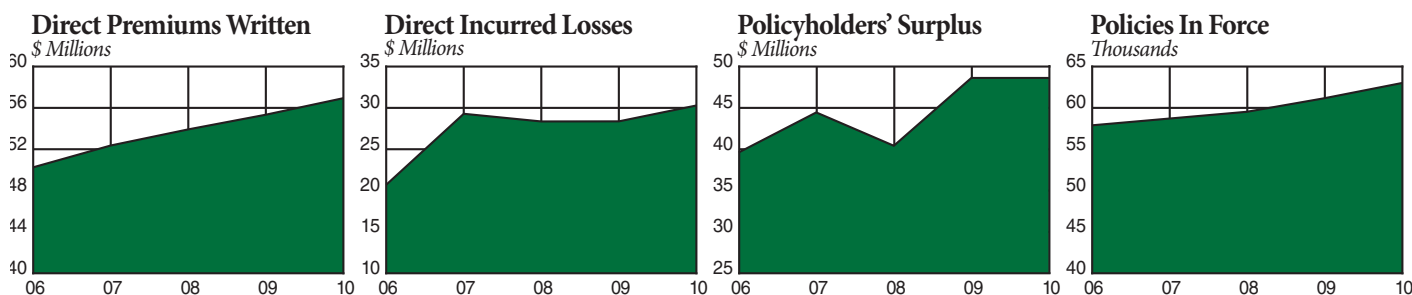 Direct Premiums Written
$ Millions
60
56
52
48
44
40
06 07 08 09 10
Direct Incurred Losses
$ Millions
35
30
25
20
15
10
06 07 08 09 10
Policyholders’ Surplus
$ Millions
50
45
40
35
30
25
06 07 08 09 10
Policies In Force
Thousands
65
60
55
50
45
40
06 07 08 09 10